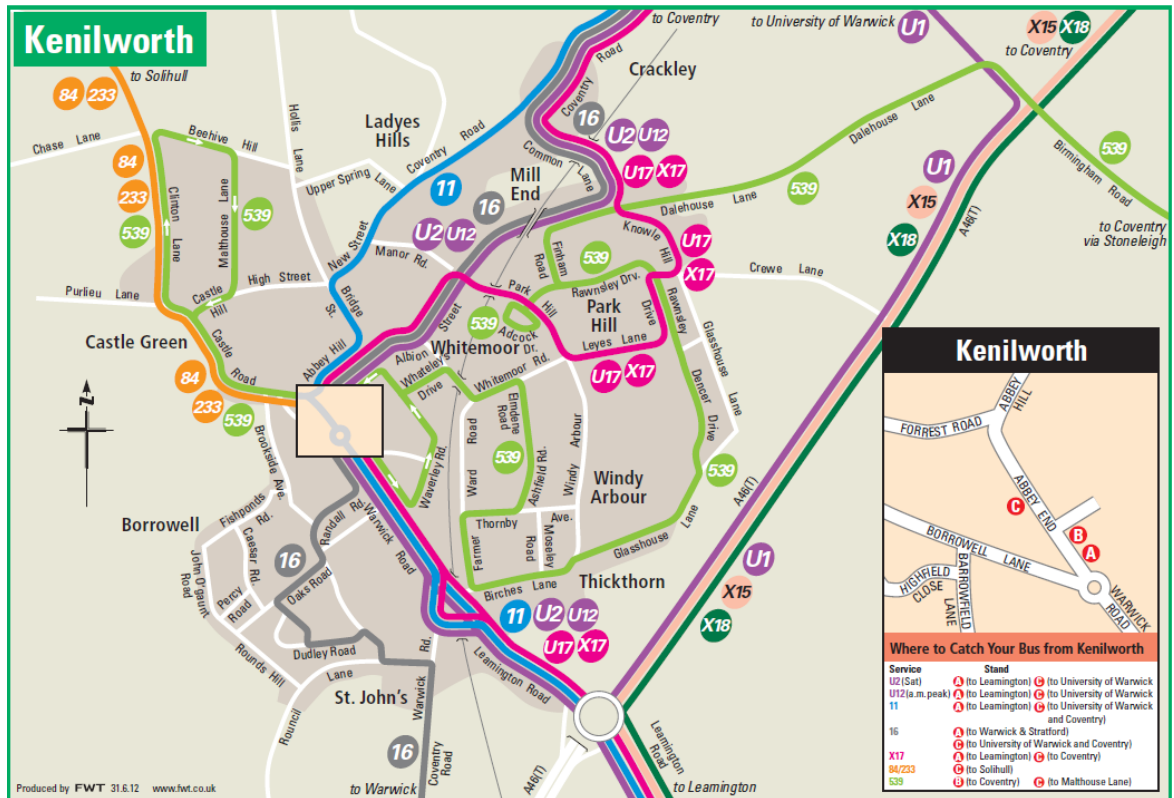 Kenilworth
to Coventry
to University of Warwick
U1
X15 X18
to Coventry
to Solihull
84 233
Crackley
Coventry Road
Hollis Lane
Ladyes
Hills
Coventry Road
16
U2 U12
Chase Lane
Beehive Hill
Dalehouse Lane
Birmingham Road
539
84
233
539
Clinton Lane
Malthouse Lane
539
Upper Spring Lane
11
16
Mill
End
Common Lane
U17 X17
Dalehouse Lane
539
U1
X15
X18
A46(T)
to Coventry
via Stoneleigh
U2 U12
New Street
Manor Rd.
Finham Road
539
Knowle Hill
U17
X17
Purlieu Lane
Castle Hill
High Street
Bridge St.
Park Hill
Rawnsley Drv.
Park
Hill
Rawnsley Drive
Crewe Lane
Castle Green
Castle Road
Abbey Hill
Albion Street
539
Whitemoor
Adcock Dr.
Leyes Lane
Glasshouse Lane
Whateley's Drive
Whitemoor Rd.
U17 X17
Dencer Drive
84
233
539
N
Brookside Ave.
Waverley Rd.
Ward Road
Elmdene Road
539
Ashfield Rd.
Windy Arbour
Windy
Arbour
539
A46(T)
Borrowell
Fishponds Rd.
Randall Rd.
Warwick Road
Farmer
Thornby Road
Ave.
Moseley
Glasshouse Lane
John O'gaunt Road
Caesar Rd.
16
Percy Road
Oaks Road
Birches Lane
Thickthorn
U1
X15
X18
11 U2 U12
U17 X17
Rounds Hill
Dudley Road
Rouncil Lane
St. John's
Warwick Rd.
Leamington Road
16
Coventry Road
to Warwick
A46(T)
Leamington Road
to Leamington
Produced by FWT 31.6.12 www.fwt.co.uk
Kenilworth
ABBEY HILL
FORREST ROAD
ABBEY END
C
B
A
BORROWELL LANE
BARROWFIELD LANE
HIGHFIELD CLOSE
WARWICK ROAD
Where to Catch Your Bus from Kenilworth
Service Stand
U2 (Sat) A (to Leamington) C (to University of Warwick
U12 (a.m. peak) A (to Leamington) C (to University of Warwick
11 A (to Leamington) C (to University of Warwick
and Coventry)
16 A (to Warwick & Stratford)
C (to University of Warwick and Coventry)
X17 A (to Leamington) C (to Coventry)
84/233 C (to Solihull)
539 B (to Coventry) C (to Malthouse Lane)